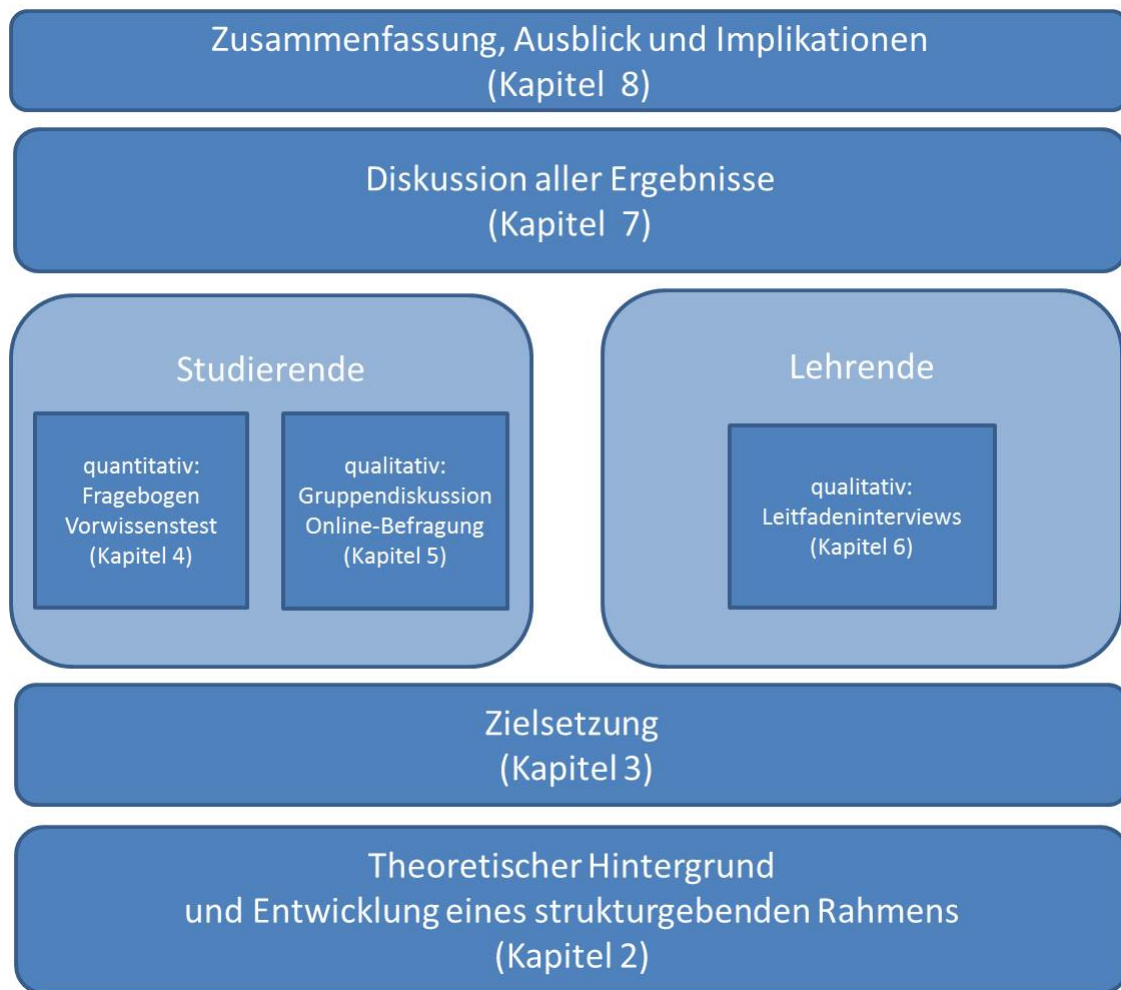 Zusammenfassung, Ausblick und Implikationen
(Kapitel 8)
Diskussion aller Ergebnisse
(Kapitel 7)
Studierende
quantitativ:
Fragebogen
Vorwissenstest
(Kapitel 4)
qualitativ:
Gruppendiskussion
Online-Befragung
(Kapitel 5)
Lehrende
qualitativ:
Leitfadeninterviews
(Kapitel 6)
Zielsetzung
(Kapitel 3)
Theoretischer Hintergrund
und Entwicklung eines strukturgebenden Rahmens
(Kapitel 2)